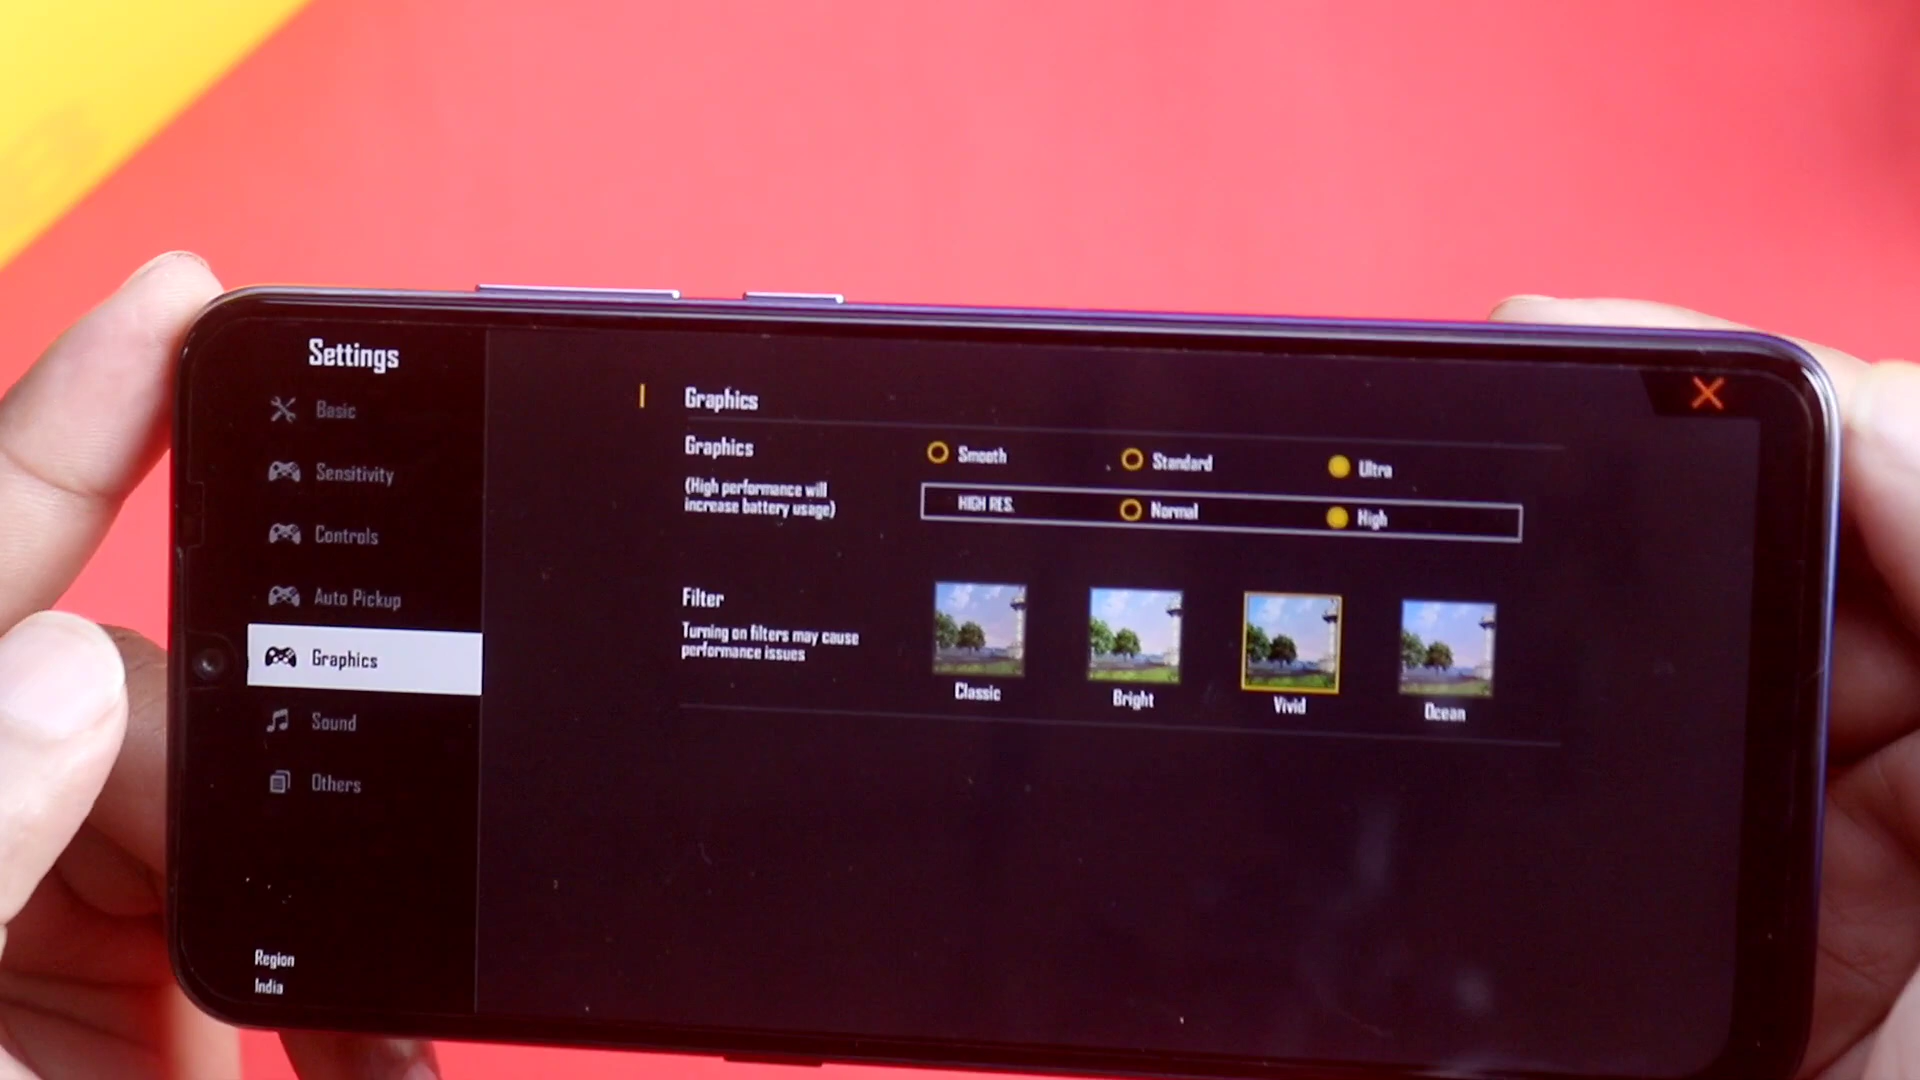 Settings
Basic
Sensitivity
Controls
Auto Pickup
Graphics
Sound
Others
Region
India
Graphics
Graphics
(High performance will
increase battery usage)
Smooth Standard Ultra
HIGH RES. Normal High
Filter
Turning on filters may cause
performance issues
Classic Bright Vivid Ocean